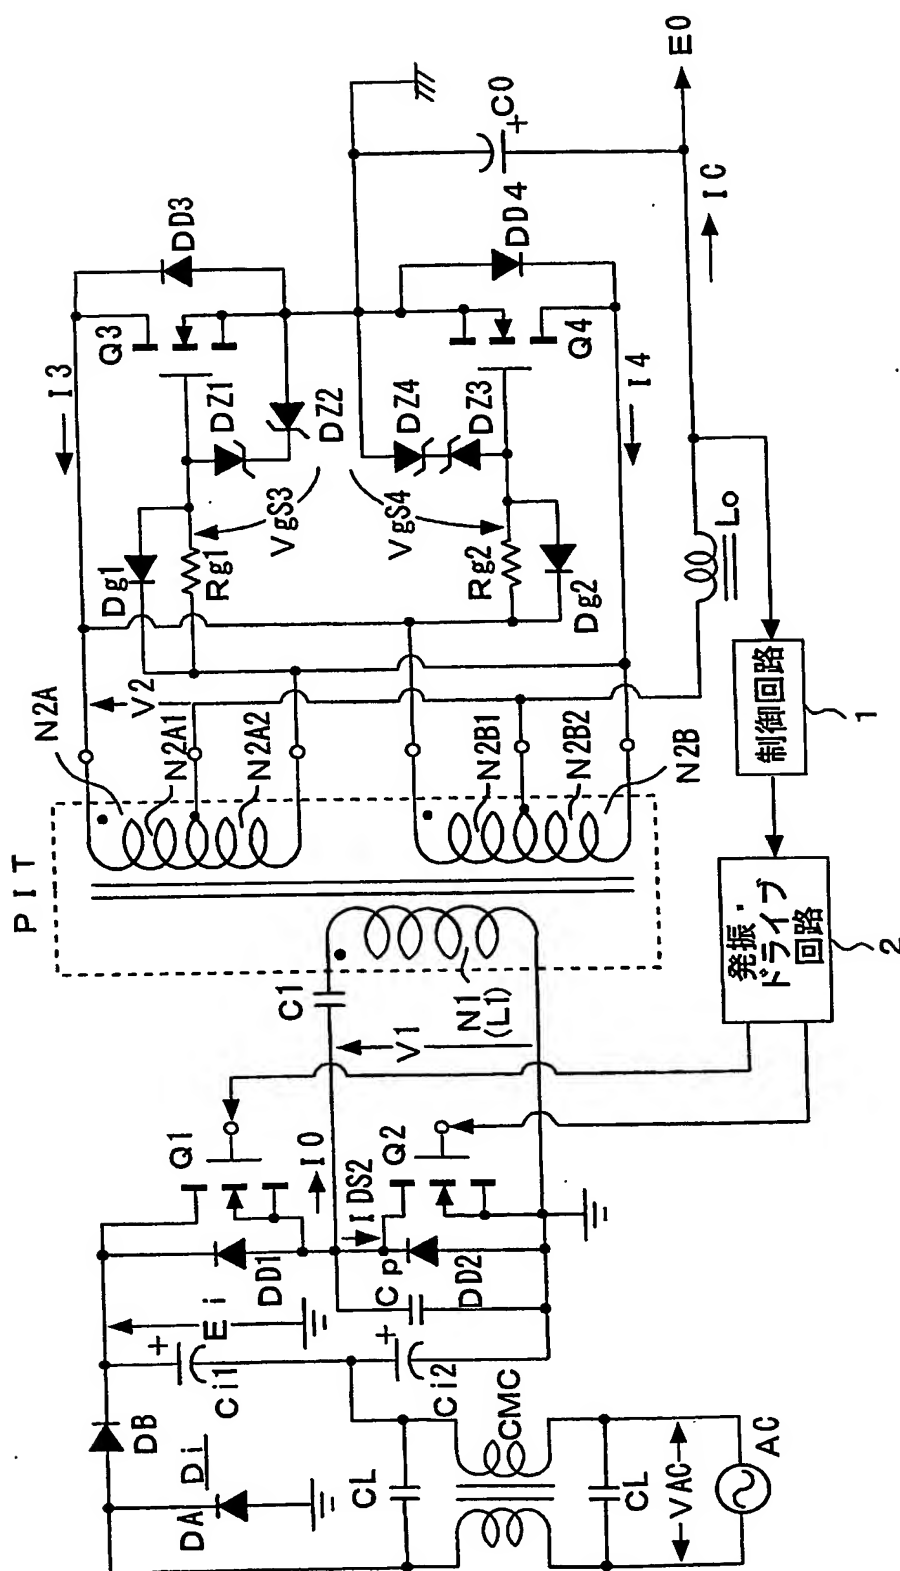 E0
C0
IC
DD3
DD4
Q3
Q4
I3
I4
DZ1
DZ2
DZ4
DZ3
VgS3
VgS4
Lo
Dg1
Rg1
Rg2
Dg2
制御回路
1
V2
N2A
N2A1
N2A2
N2B1
N2B2
N2B
PIT
発振・
ドライブ
回路
2
C1
N1
(L1)
V1
Q1
I0
Q2
IDS2
DD1
Cp
DD2
Ei
+
Ci1
+
Ci2
+
DB
Di
DA
CL
CMC
CL
VAC
AC